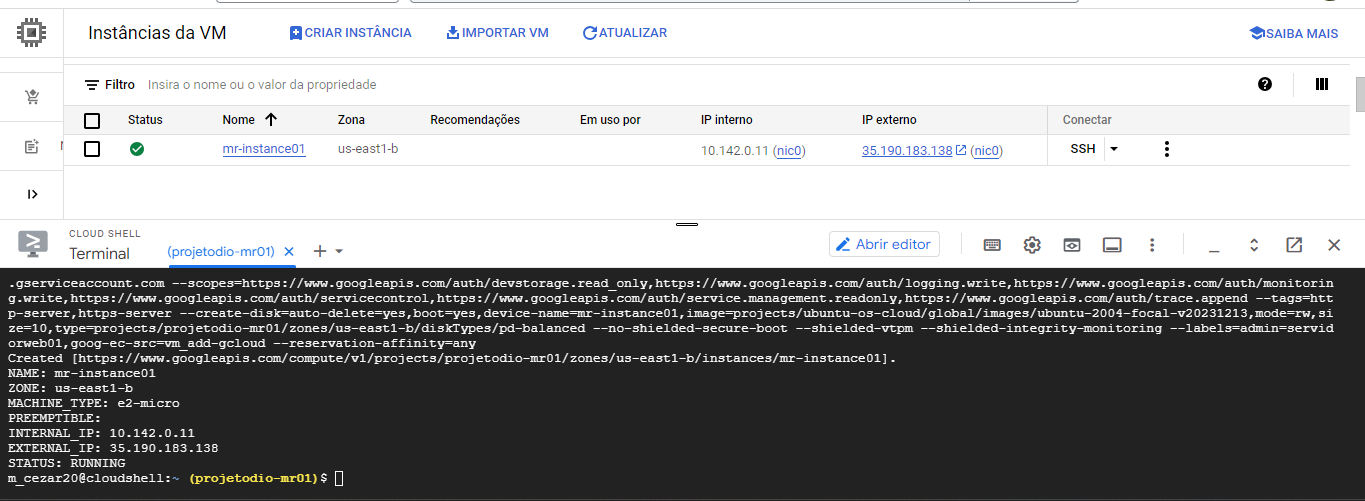 Instâncias da VM CRIAR INSTÂNCIA IMPORTAR VM ATUALIZAR SAIBA MAIS
Filtro Insira o nome ou o valor da propriedade
Status Nome Zona Recomendações Em uso por IP interno IP externo Conectar
mr-instance01 us-east1-b 10.142.0.11 (nic0) 35.190.183.138 (nic0) SSH
CLOUD SHELL
Terminal (projetodio-mr01) Abrir editor
.gserviceaccount.com --scopes=https://www.googleapis.com/auth/devstorage.read_only,https://www.googleapis.com/auth/logging.write,https://www.googleapis.com/auth/monitorin
g.write,https://www.googleapis.com/auth/servicecontrol,https://www.googleapis.com/auth/service.management.readonly,https://www.googleapis.com/auth/trace.append --tags=htt
p-server,https-server --create-disk=auto-delete=yes,boot=yes,device-name=mr-instance01,image=projects/ubuntu-os-cloud/global/images/ubuntu-2004-focal-v20231213,mode=rw,si
ze=10,type=projects/projetodio-mr01/zones/us-east1-b/diskTypes/pd-balanced --no-shielded-secure-boot --shielded-vtpm --shielded-integrity-monitoring --labels=admin=servid
orweb01,goog-ec-src=vm_add-gcloud --reservation-affinity=any
Created [https://www.googleapis.com/compute/v1/projects/projetodio-mr01/zones/us-east1-b/instances/mr-instance01].
NAME: mr-instance01
ZONE: us-east1-b
MACHINE_TYPE: e2-micro
PREEMPTIBLE:
INTERNAL_IP: 10.142.0.11
EXTERNAL_IP: 35.190.183.138
STATUS: RUNNING
m_cezar20@cloudshell:~ (projetodio-mr01)$